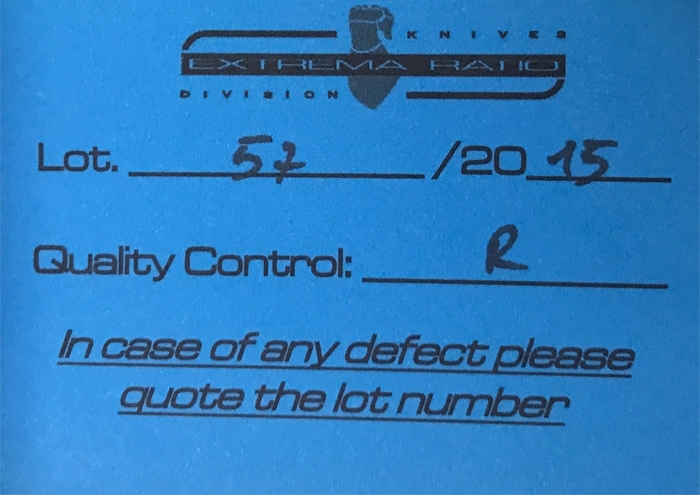 KNIVES
EXTREMA RATIO
DIVISION
Lot. 57 /2015
Quality Control: R
In case of any defect please
quote the lot number